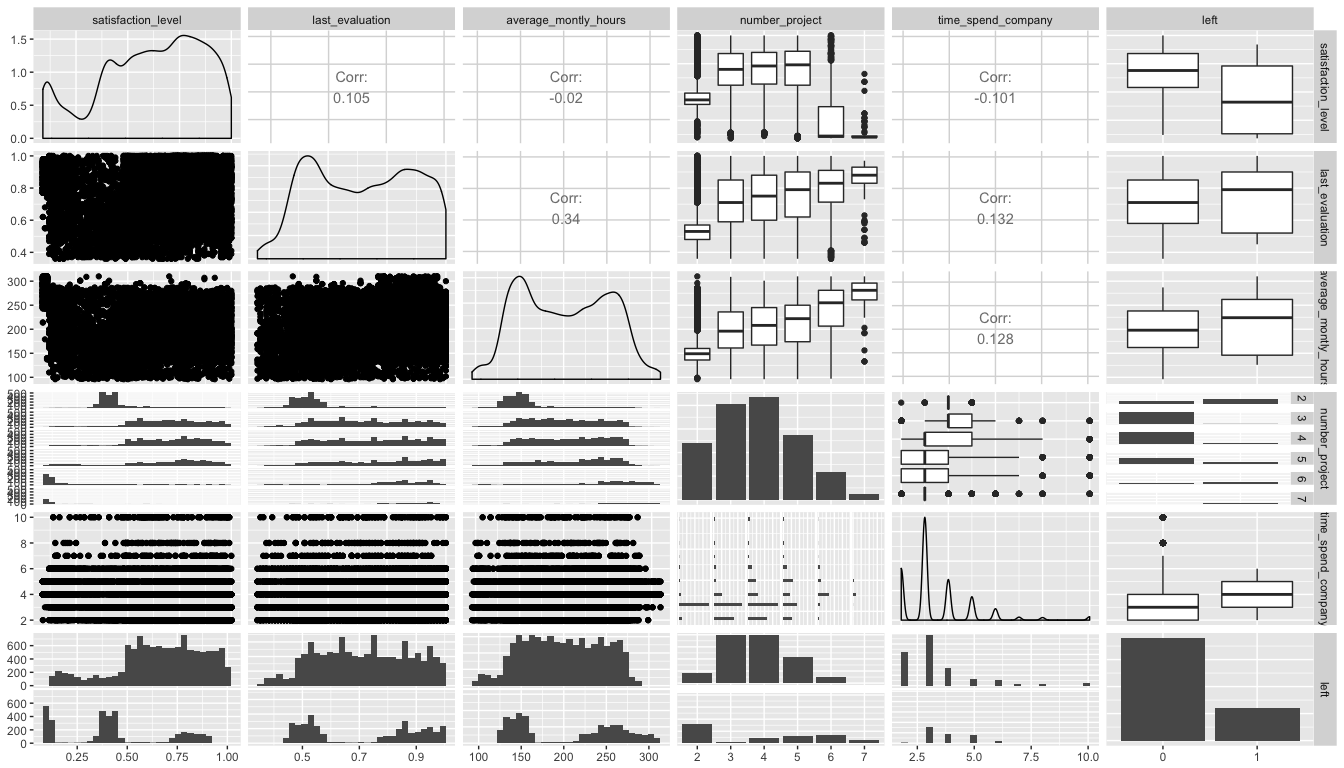 satisfaction_level last_evaluation average_montly_hours number_project time_spend_company left
1.5
1.0
0.5
0.0
Corr:
0.105
Corr:
-0.02
Corr:
-0.101
satisfaction_level
1.0
0.8
0.6
0.4
Corr:
0.34
Corr:
0.132
last_evaluation
300
250
200
150
100
Corr:
0.128
average_montly_hours
2
3
4
5
6
7
number_project
10
8
6
4
2
time_spend_company
600
400
200
0
600
400
200
0
left
0.25 0.50 0.75 1.00 0.5 0.7 0.9 100 150 200 250 300 2 3 4 5 6 7 2.5 5.0 7.5 10.0 0 1